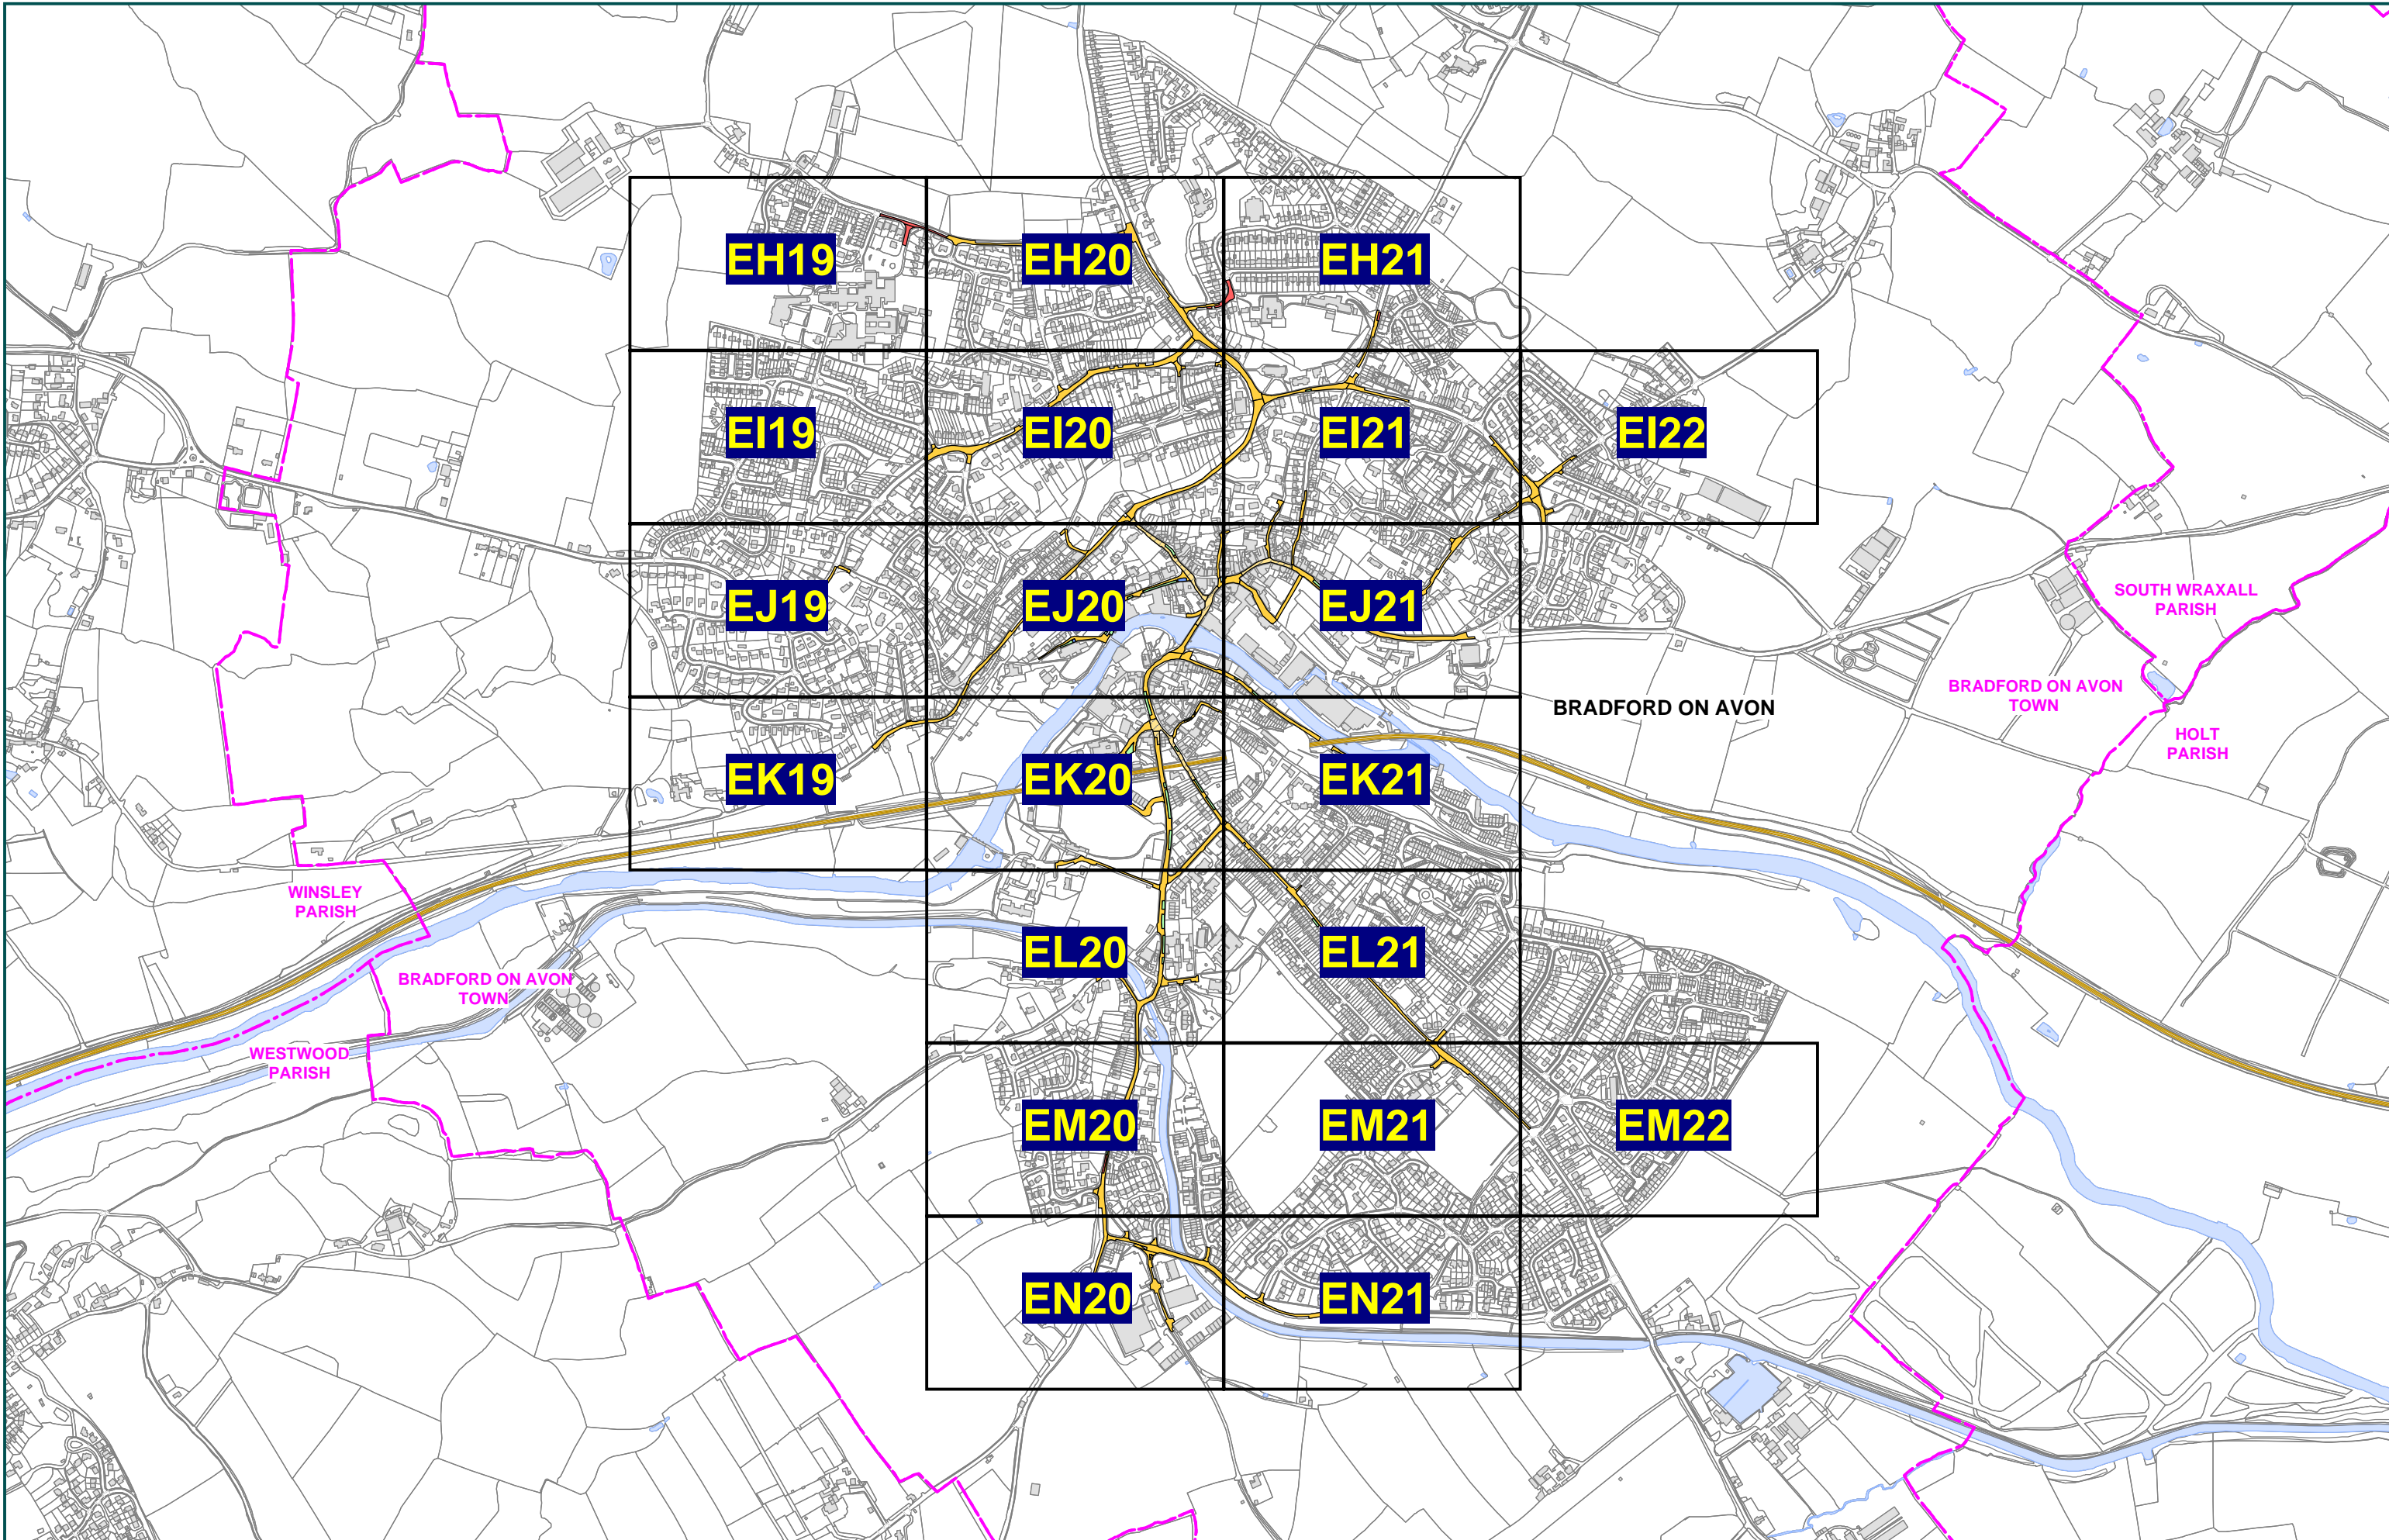 EH19
EH20
EH21
EI19
EI20
EI21
EI22
EJ19
EJ20
EJ21
SOUTH WRAXALL
PARISH
BRADFORD ON AVON
TOWN
BRADFORD ON AVON
HOLT
PARISH
EK19
EK20
EK21
WINSLEY
PARISH
EL20
EL21
BRADFORD ON AVON
TOWN
WESTWOOD
PARISH
EM20
EM21
EM22
EN20
EN21